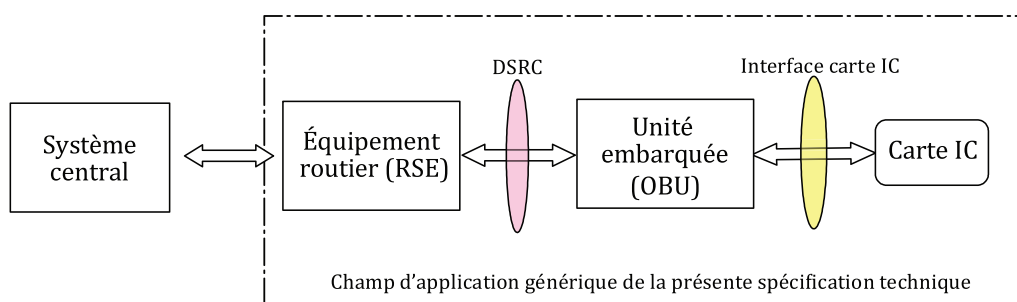 DSRC
Interface carte IC
Système
central
Équipement
routier (RSE)
Unité
embarquée
(OBU)
Carte IC
Champ d'application générique de la présente spécification technique